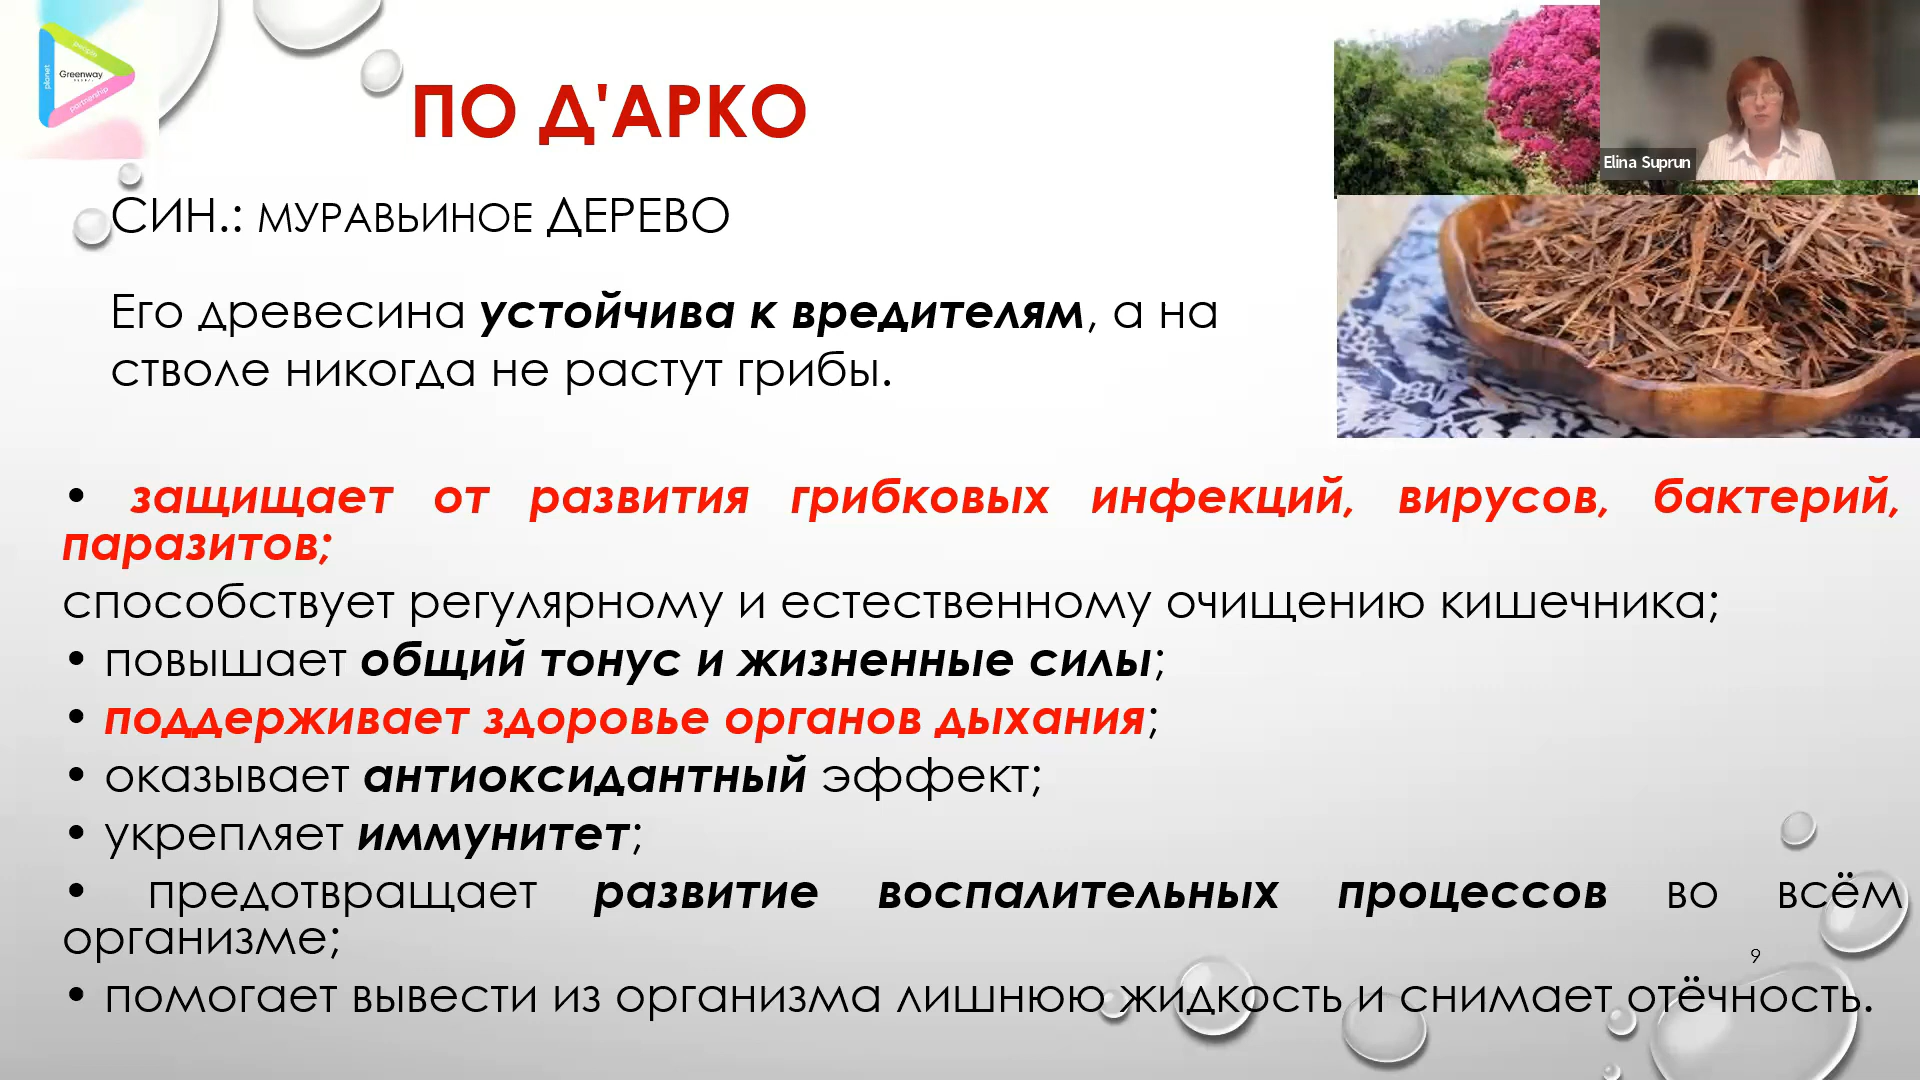 people
planet
Greenway
partnership
ПО Д'АРКО
Elina Suprun
СИН.: МУРАВЬИНОЕ ДЕРЕВО
Его древесина устойчива к вредителям, а на
стволе никогда не растут грибы.
• защищает от развития грибковых инфекций, вирусов, бактерий,
паразитов;
способствует регулярному и естественному очищению кишечника;
• повышает общий тонус и жизненные силы;
• поддерживает здоровье органов дыхания;
• оказывает антиоксидантный эффект;
• укрепляет иммунитет;
• предотвращает развитие воспалительных процессов во всём
организме;
9
• помогает вывести из организма лишнюю жидкость и снимает отёчность.